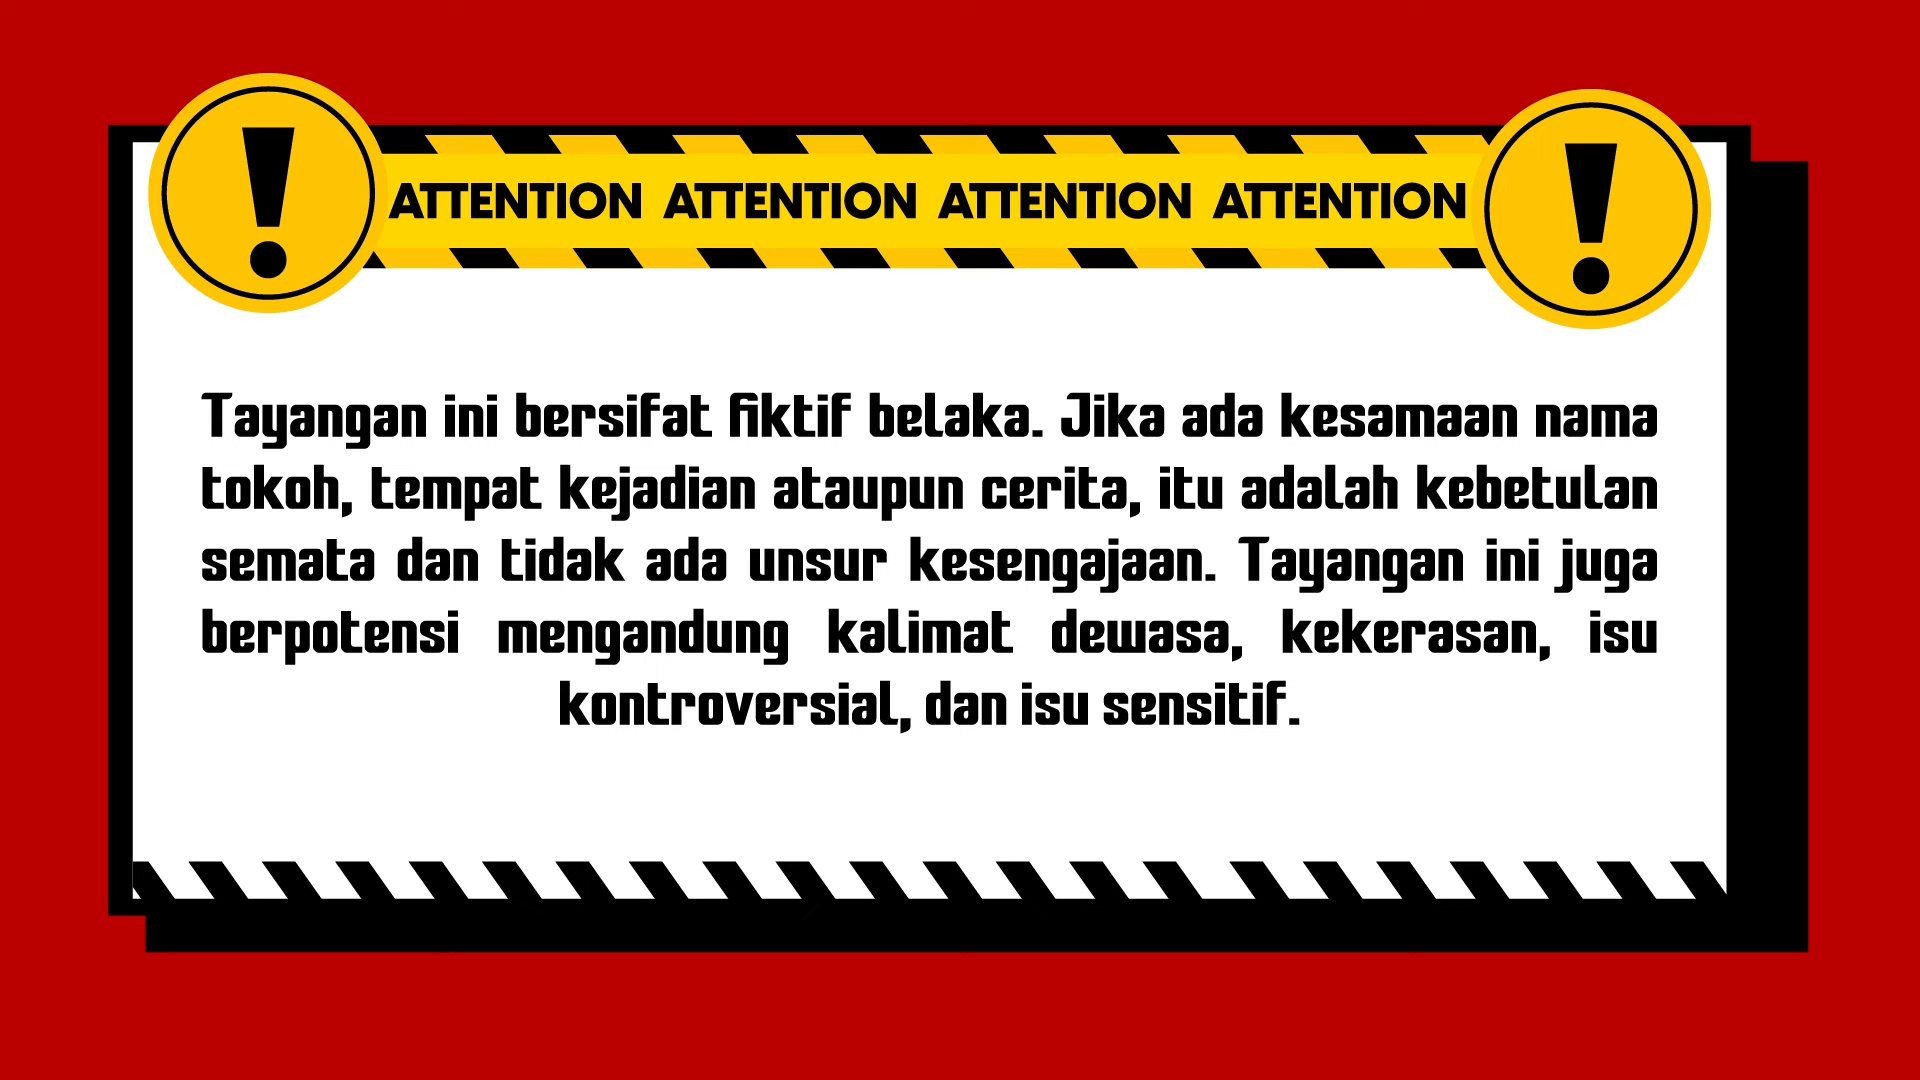 ATTENTION ATTENTION ATTENTION ATTENTION
Tayangan ini bersifat fiktif belaka. Jika ada kesamaan nama
tokoh, tempat kejadian ataupun cerita, itu adalah kebetulan
semata dan tidak ada unsur kesengajaan. Tayangan ini juga
berpotensi mengandung kalimat dewasa, kekerasan, isu
kontroversial, dan isu sensitif.